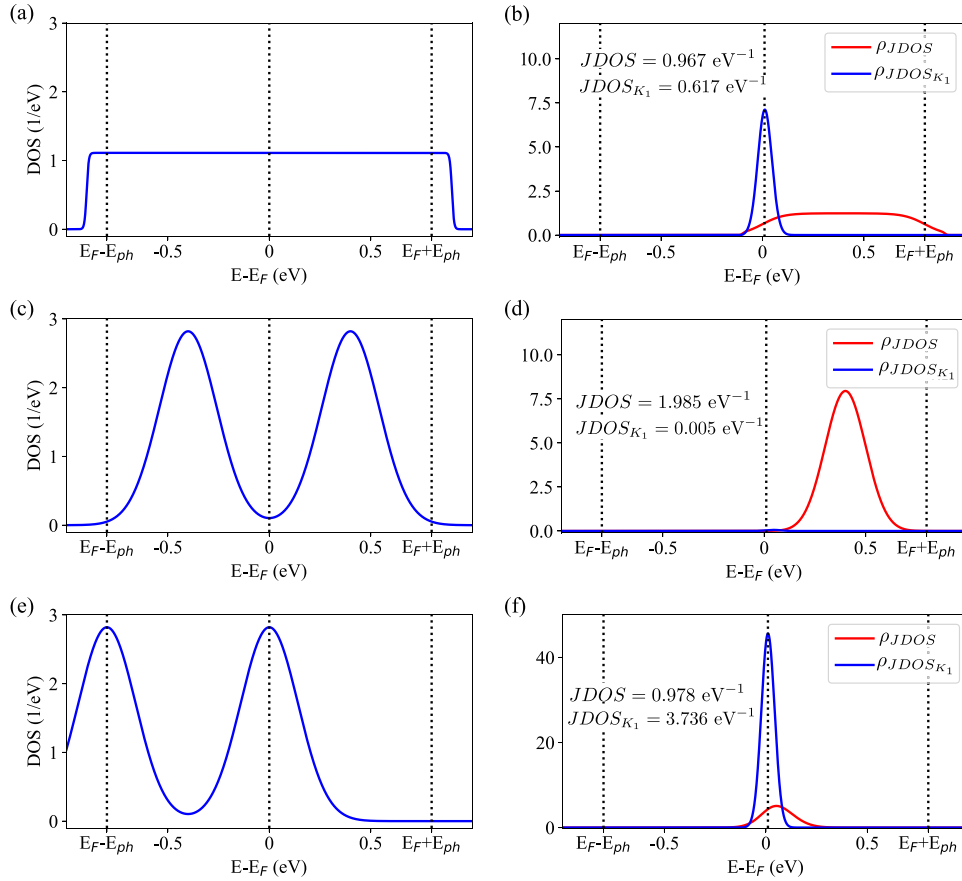 (a)
3
2
1
0
DOS (1/eV)
E_F-E_ph
-0.5
0
0.5
E_F+E_ph
E-E_F (eV)
(b)
10.0
7.5
5.0
2.5
0.0
JDOS = 0.967 eV⁻¹
JDOS_K₁ = 0.617 eV⁻¹
ρ_JDOS
ρ_JDOS_K₁
E_F-E_ph
-0.5
0
0.5
E_F+E_ph
E-E_F (eV)
(c)
3
2
1
0
DOS (1/eV)
E_F-E_ph
-0.5
0
0.5
E_F+E_ph
E-E_F (eV)
(d)
10.0
7.5
5.0
2.5
0.0
JDOS = 1.985 eV⁻¹
JDOS_K₁ = 0.005 eV⁻¹
ρ_JDOS
ρ_JDOS_K₁
E_F-E_ph
-0.5
0
0.5
E_F+E_ph
E-E_F (eV)
(e)
3
2
1
0
DOS (1/eV)
E_F-E_ph
-0.5
0
0.5
E_F+E_ph
E-E_F (eV)
(f)
40
20
0
JDOS = 0.978 eV⁻¹
JDOS_K₁ = 3.736 eV⁻¹
ρ_JDOS
ρ_JDOS_K₁
E_F-E_ph
-0.5
0
0.5
E_F+E_ph
E-E_F (eV)